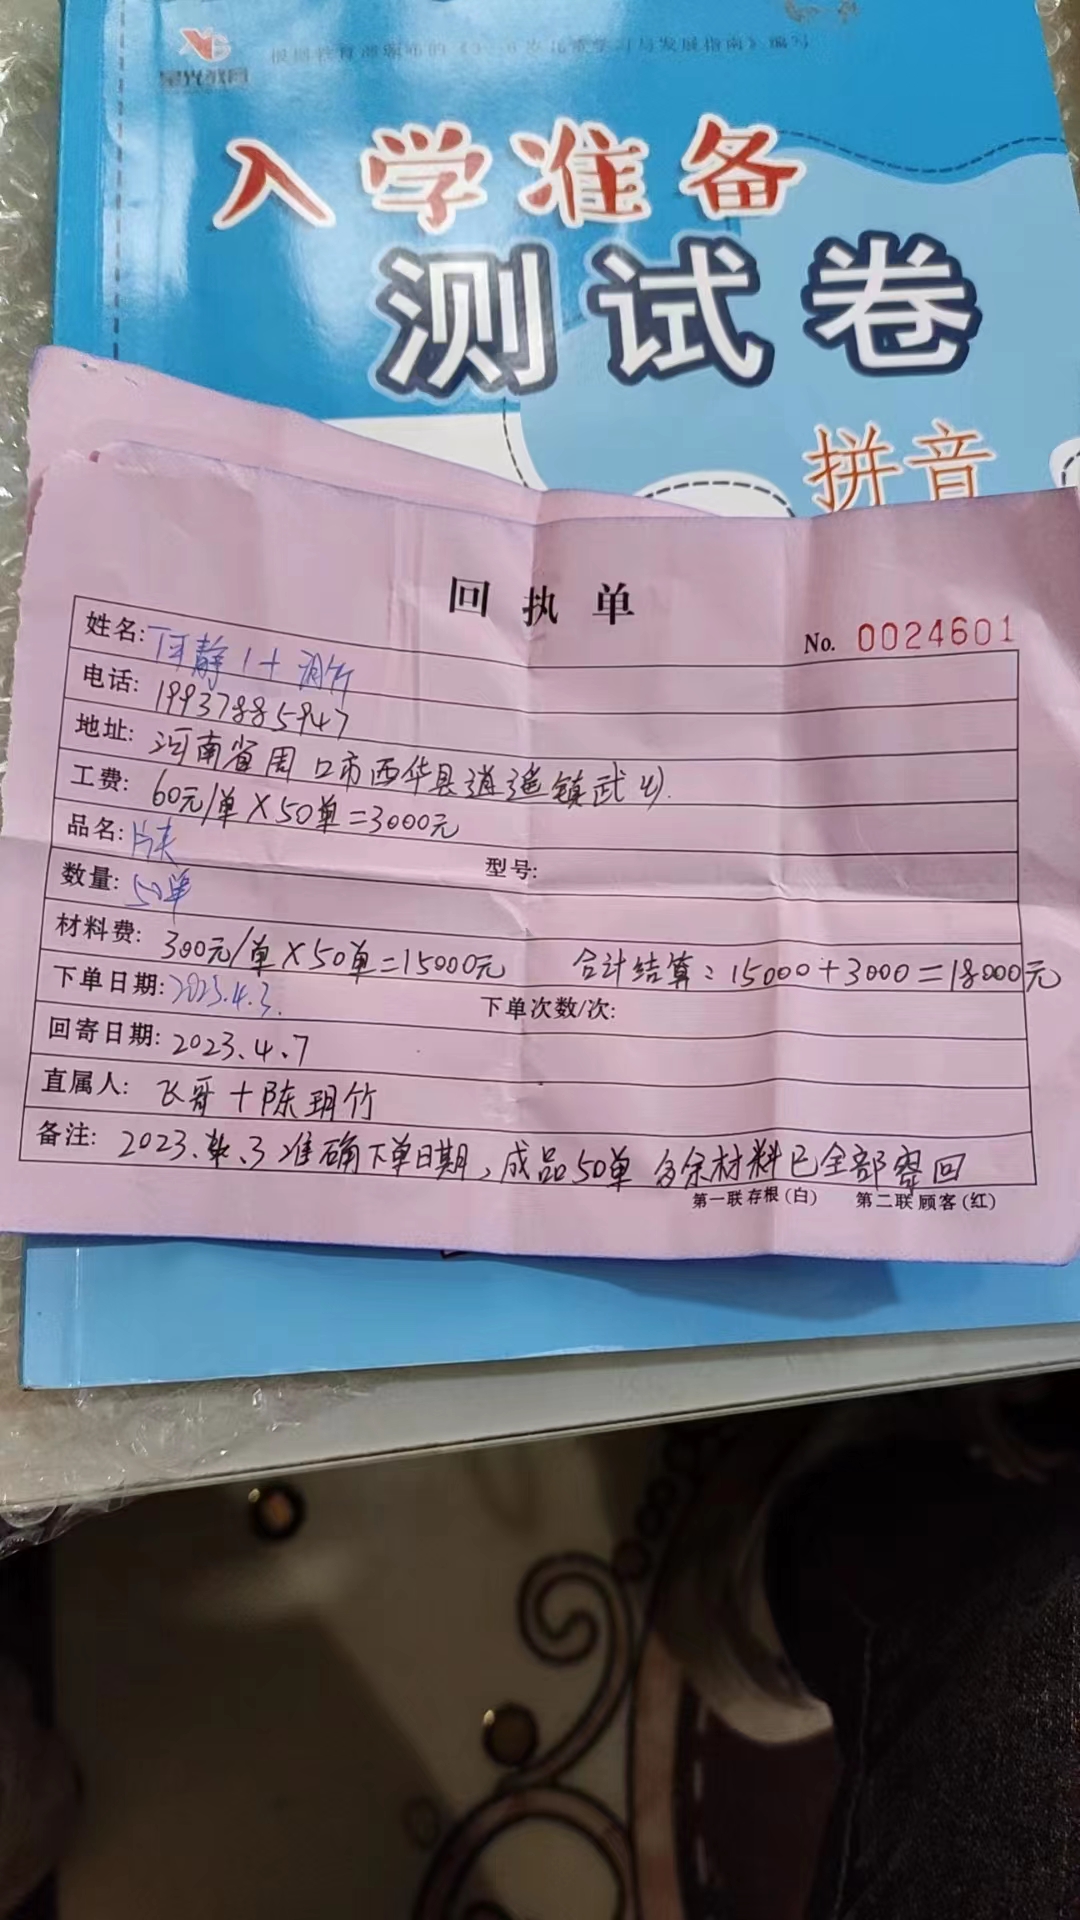 星光教育
根据教育部颁布的《3-6岁儿童学习与发展指南》编写
入学准备
测试卷
拼音
回执单
No. 0024601
姓名:
电话: 19937885947
地址: 河南省周口市西华县逍遥镇武
工费: 60元/单×50单=3000元
品名: 片夹 型号:
数量: 50单
材料费: 300元/单×50单=15000元 合计结算:15000+3000=18000元
下单日期: 2023.4.3. 下单次数/次:
回寄日期: 2023、4、7
直属人: 飞哥+陈玥竹
备注: 2023、4、3准确下单日期,成品50单 多余材料已全部寄回
第一联存根(白) 第二联顾客(红)